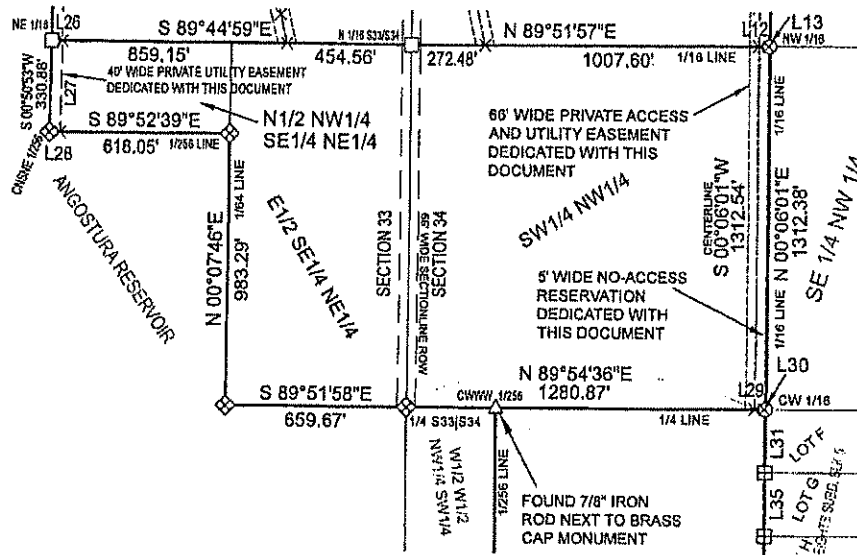 NE 1/16
L26
S 89°44'59"E
N 1/16 S33/S34
N 89°51'57"E
L12
L13
NW 1/16
859.15'
454.56'
272.48'
1007.60'
1/16 LINE
S 00°50'53"W
330.88'
L27
40' WIDE PRIVATE UTILITY EASEMENT
DEDICATED WITH THIS DOCUMENT
S 89°52'39"E
618.05'
1/256 LINE
CNSME 1/256
L28
N1/2 NW1/4
SE1/4 NE1/4
66' WIDE PRIVATE ACCESS
AND UTILITY EASEMENT
DEDICATED WITH THIS
DOCUMENT
1/16 LINE
ANGOSTURA RESERVOIR
N 00°07'46"E
983.29'
1/64 LINE
E1/2 SE1/4 NE1/4
SECTION 33
66' WIDE SECTIONLINE ROW
SECTION 34
SW1/4 NW1/4
CENTERLINE
S 00°06'01"W
1312.54'
N 00°06'01"E
1312.38'
SE 1/4 NW 1/4
5' WIDE NO-ACCESS
RESERVATION
DEDICATED WITH
THIS DOCUMENT
1/16 LINE
S 89°51'58"E
659.67'
CWWW 1/256
N 89°54'36"E
1280.87'
L29
L30
CW 1/16
1/4 S33|S34
1/4 LINE
W1/2 W1/2
NW1/4 SW1/4
1/256 LINE
FOUND 7/8" IRON
ROD NEXT TO BRASS
CAP MONUMENT
L31
LOT F
L35
LOT G
H